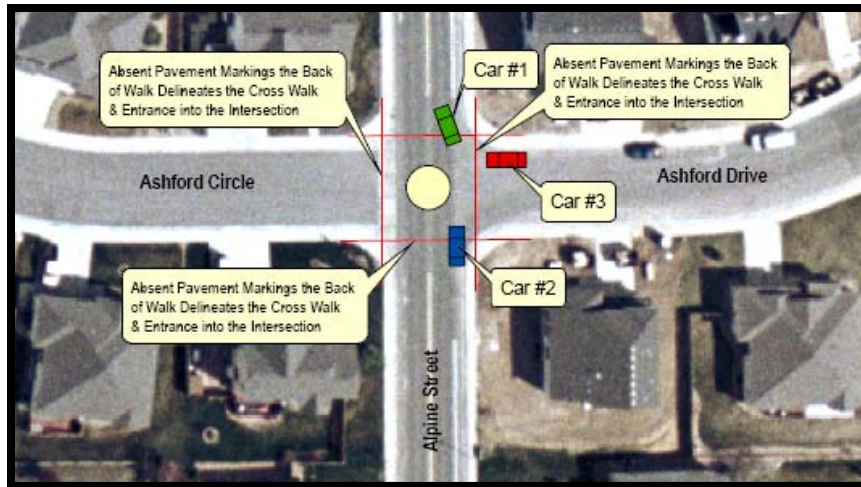 Absent Pavement Markings the Back
of Walk Delineates the Cross Walk
& Entrance into the Intersection
Car #1
Absent Pavement Markings the Back
of Walk Delineates the Cross Walk
& Entrance into the Intersection
Ashford Circle
Ashford Drive
Car #3
Absent Pavement Markings the Back
of Walk Delineates the Cross Walk
& Entrance into the Intersection
Car #2
Alpine Street